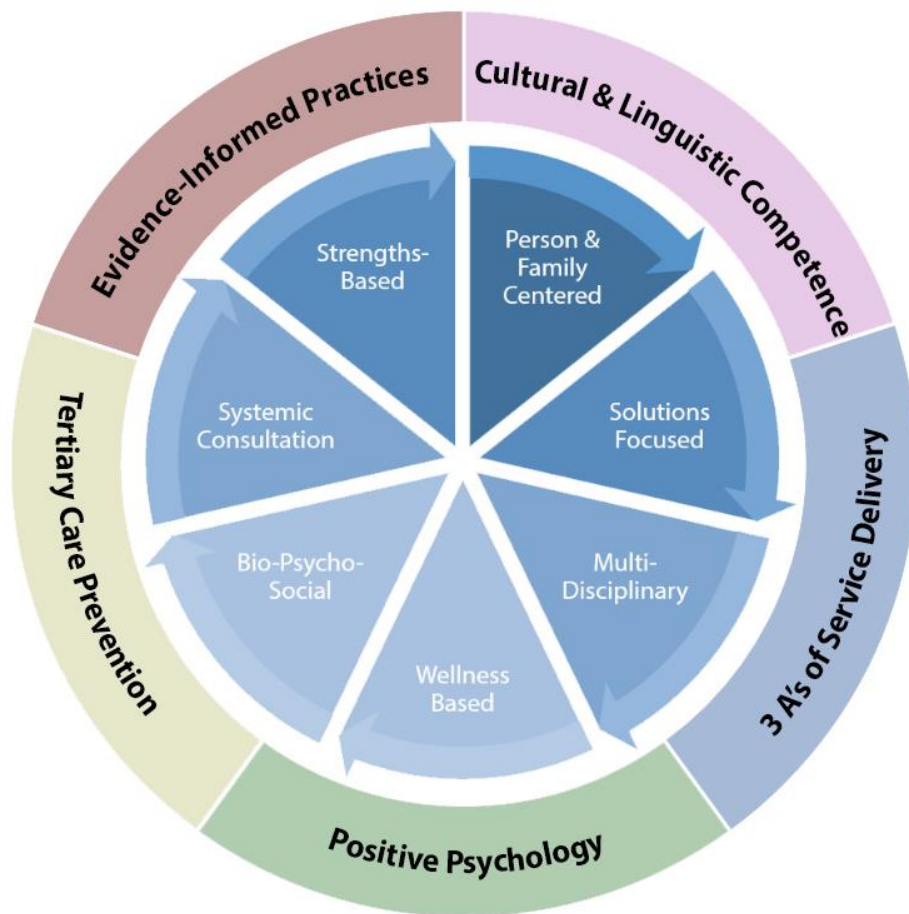 Evidence-Informed Practices
Cultural & Linguistic Competence
3 A's of Service Delivery
Positive Psychology
Tertiary Care Prevention
Person &
Family
Centered
Solutions
Focused
Multi-
Disciplinary
Wellness
Based
Bio-Psycho-
Social
Systemic
Consultation
Strengths-
Based